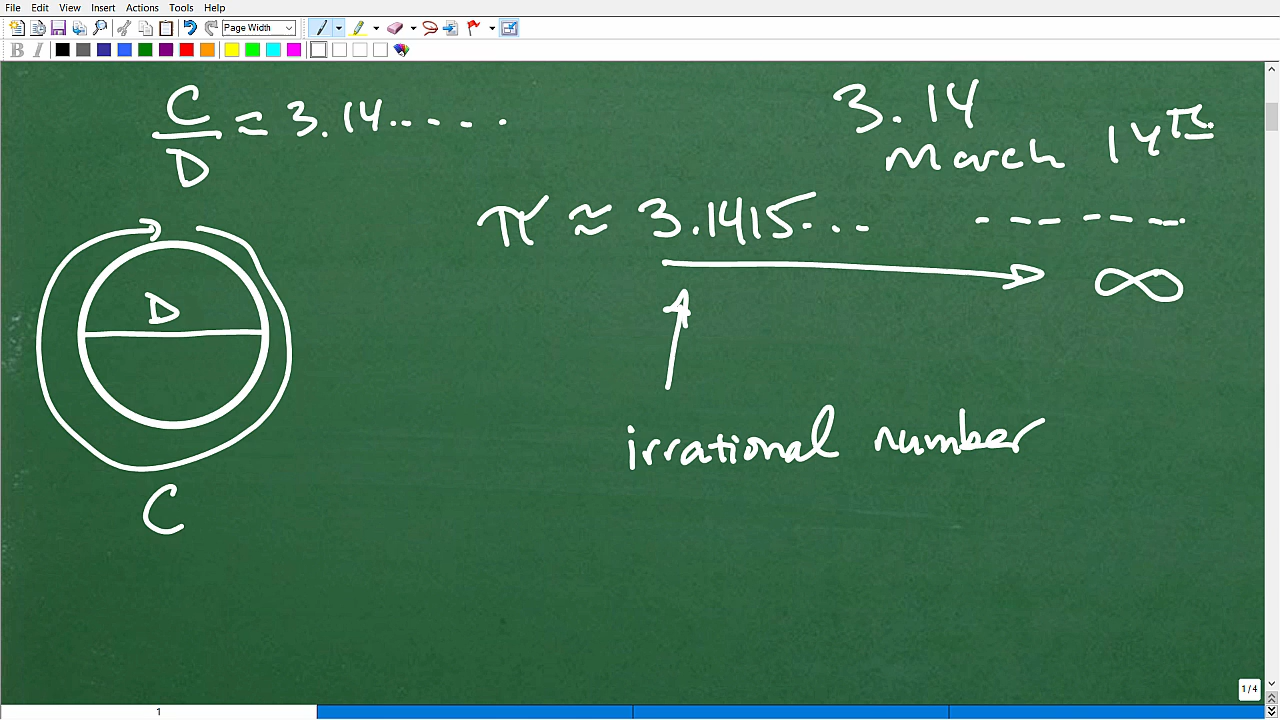 File Edit View Insert Actions Tools Help
Page Width
B I
C
D
≈ 3.14.. - - - .
3.14
March 14th
π ≈ 3.1415... - - - - - -
∞
D
irrational number
C
1/4
1